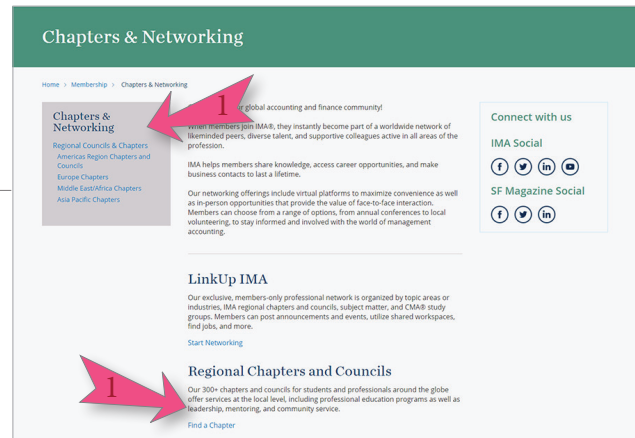 Chapters & Networking
Home > Membership > Chapters & Networking
Chapters &
Networking
Regional Councils & Chapters
Americas Region Chapters and
Councils
Europe Chapters
Middle East/Africa Chapters
Asia Pacific Chapters
1
global accounting and finance community!
When members join IMA®, they instantly become part of a worldwide network of
likeminded peers, diverse talent, and supportive colleagues active in all areas of the
profession.
IMA helps members share knowledge, access career opportunities, and make
business contacts to last a lifetime.
Our networking offerings include virtual platforms to maximize convenience as well
as in-person opportunities that provide the value of face-to-face interaction.
Members can choose from a range of options, from annual conferences to local
volunteering, to stay informed and involved with the world of management
accounting.
Connect with us
IMA Social
SF Magazine Social
LinkUp IMA
Our exclusive, members-only professional network is organized by topic areas or
industries, IMA regional chapters and councils, subject matter, and CMA® study
groups. Members can post announcements and events, utilize shared workspaces,
find jobs, and more.
Start Networking
Regional Chapters and Councils
1
Our 300+ chapters and councils for students and professionals around the globe
offer services at the local level, including professional education programs as well as
leadership, mentoring, and community service.
Find a Chapter